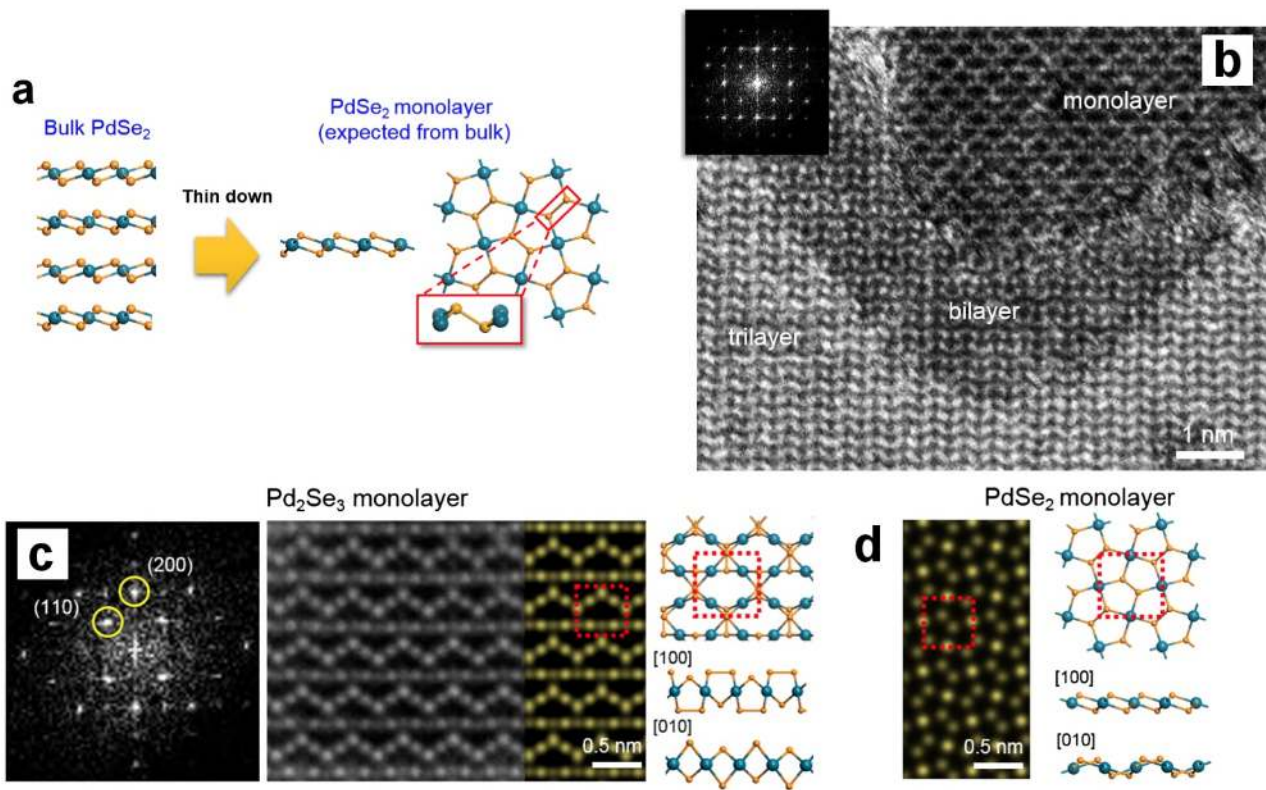 a
Bulk PdSe₂
Thin down
PdSe₂ monolayer
(expected from bulk)
b
monolayer
bilayer
trilayer
1 nm
Pd₂Se₃ monolayer
c
(200)
(110)
0.5 nm
[100]
[010]
PdSe₂ monolayer
d
0.5 nm
[100]
[010]